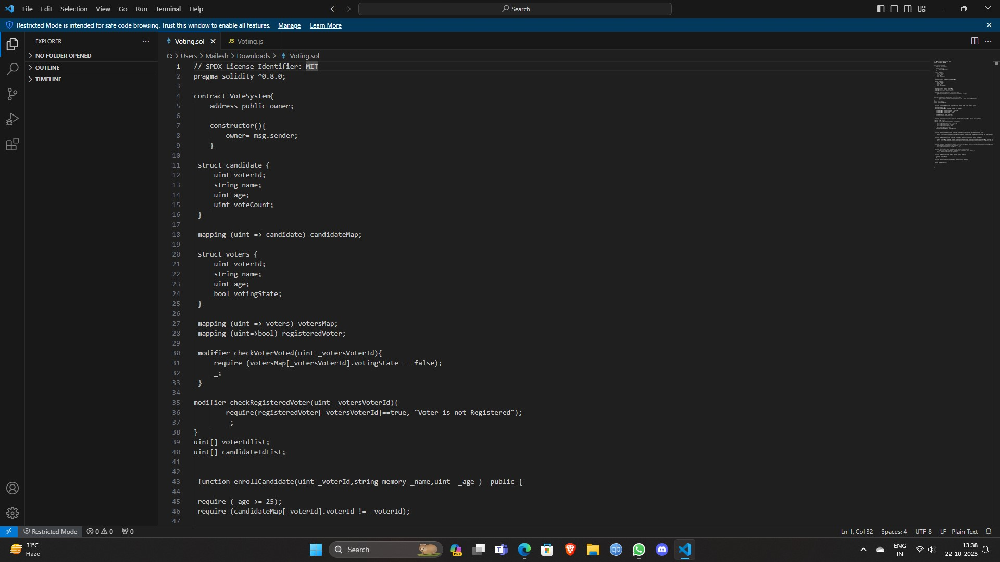 File Edit Selection View Go Run Terminal Help
Search
Restricted Mode is intended for safe code browsing. Trust this window to enable all features. Manage Learn More
EXPLORER
NO FOLDER OPENED
OUTLINE
TIMELINE
Voting.sol
JS Voting.js
C: > Users > Mailesh > Downloads > Voting.sol
1 // SPDX-License-Identifier: MIT
2 pragma solidity ^0.8.0;
3
4 contract VoteSystem{
5 address public owner;
6
7 constructor(){
8 owner= msg.sender;
9 }
10
11 struct candidate {
12 uint voterId;
13 string name;
14 uint age;
15 uint voteCount;
16 }
17
18 mapping (uint => candidate) candidateMap;
19
20 struct voters {
21 uint voterId;
22 string name;
23 uint age;
24 bool votingState;
25 }
26
27 mapping (uint => voters) votersMap;
28 mapping (uint=>bool) registeredVoter;
29
30 modifier checkVoterVoted(uint _votersVoterId){
31 require (votersMap[_votersVoterId].votingState == false);
32 _;
33 }
34
35 modifier checkRegisteredVoter(uint _votersVoterId){
36 require(registeredVoter[_votersVoterId]==true, "Voter is not Registered");
37 _;
38 }
39 uint[] voterIdlist;
40 uint[] candidateIdList;
41
42
43 function enrollCandidate(uint _voterId,string memory _name,uint _age ) public {
44
45 require (_age >= 25);
46 require (candidateMap[_voterId].voterId != _voterId);
47
Restricted Mode 0 0 0
Ln 1, Col 32 Spaces: 4 UTF-8 LF Plain Text
31°C
Haze
Search
PRE
qb
ENG
IN
13:38
22-10-2023